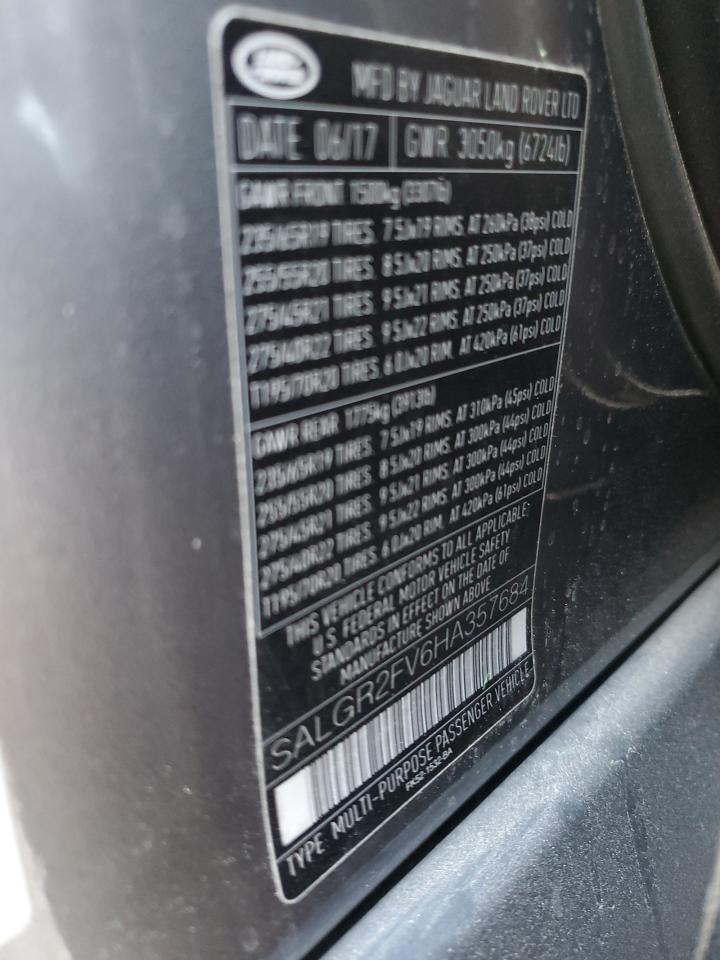 MFD BY JAGUAR LAND ROVER LTD
DATE 06/17 GWR 3050kg (6724lb)
GAWR FRONT 1500kg (3307lb)
235/65R19 TIRES. 7.5Jx19 RIMS. AT 260kPa (38psi) COLD
255/55R20 TIRES. 8.5Jx20 RIMS. AT 250kPa (37psi) COLD
275/45R21 TIRES. 9.5Jx21 RIMS. AT 250kPa (37psi) COLD
275/40R22 TIRES. 9.5Jx22 RIMS. AT 250kPa (37psi) COLD
T195/70R20 TIRES. 6.0Jx20 RIM. AT 420kPa (61psi) COLD
GAWR REAR 1775kg (3913lb)
235/65R19 TIRES. 7.5Jx19 RIMS. AT 310kPa (45psi) COLD
255/55R20 TIRES. 8.5Jx20 RIMS. AT 300kPa (44psi) COLD
275/45R21 TIRES. 9.5Jx21 RIMS. AT 300kPa (44psi) COLD
275/40R22 TIRES. 9.5Jx22 RIMS. AT 300kPa (44psi) COLD
T195/70R20 TIRES. 6.0Jx20 RIM. AT 420kPa (61psi) COLD
THIS VEHICLE CONFORMS TO ALL APPLICABLE:
U.S. FEDERAL MOTOR VEHICLE SAFETY
STANDARDS IN EFFECT ON THE DATE OF
MANUFACTURE SHOWN ABOVE
SALGR2FV6HA357684
TYPE MULTI-PURPOSE PASSENGER VEHICLE
FK52-1532-BA